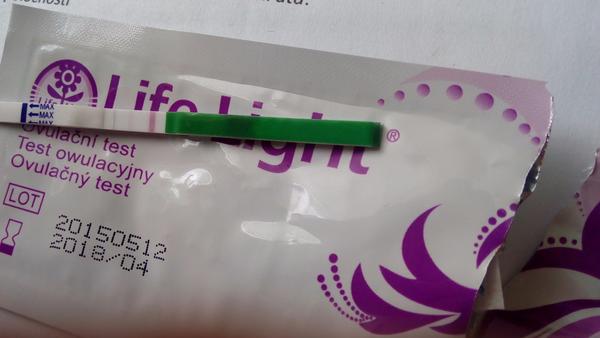 MAX
MAX
MAX
Life Light®
Ovulační test
Test owulacyjny
Ovulačný test
LOT
20150512
2018/04